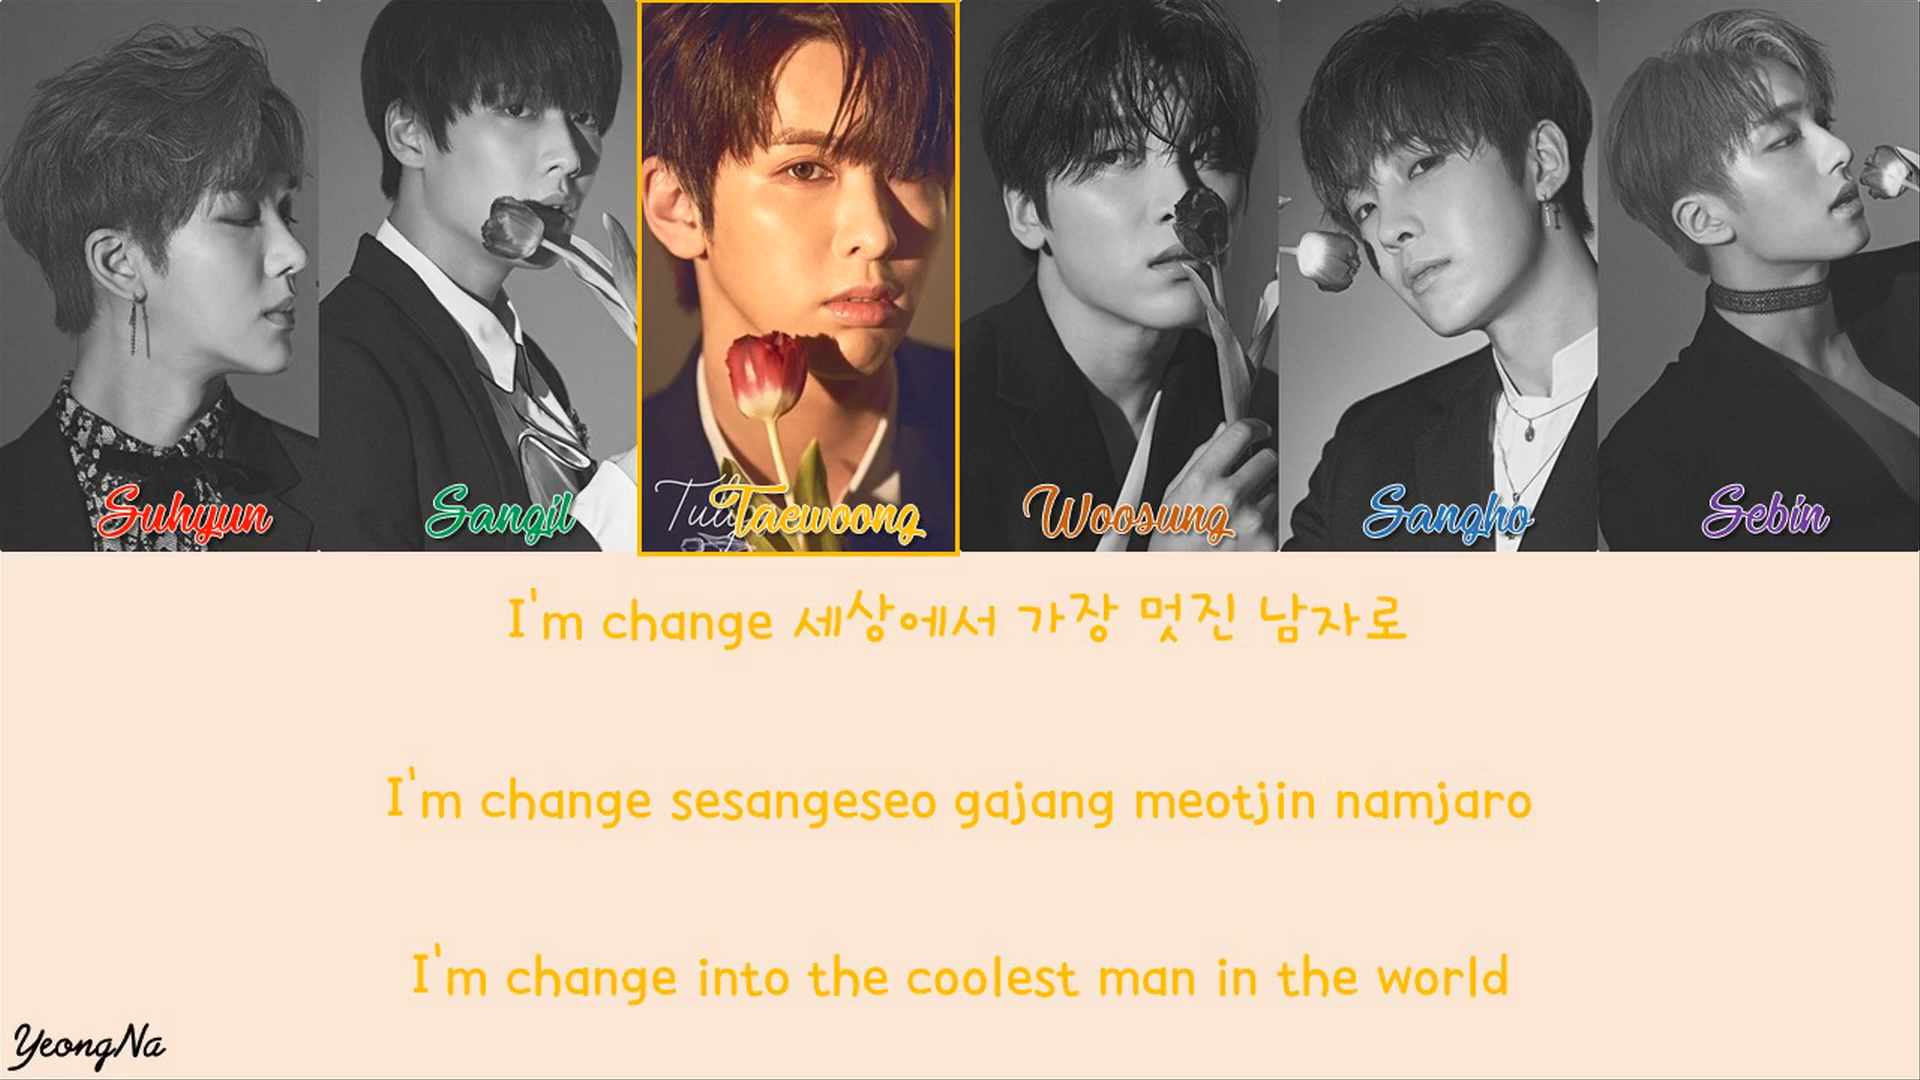 Suhyun
Sangil
Taewoong
Woosung
Sangho
Sebin
I'm change 세상에서 가장 멋진 남자로
I'm change sesangeseo gajang meotjin namjaro
I'm change into the coolest man in the world
YeongNa